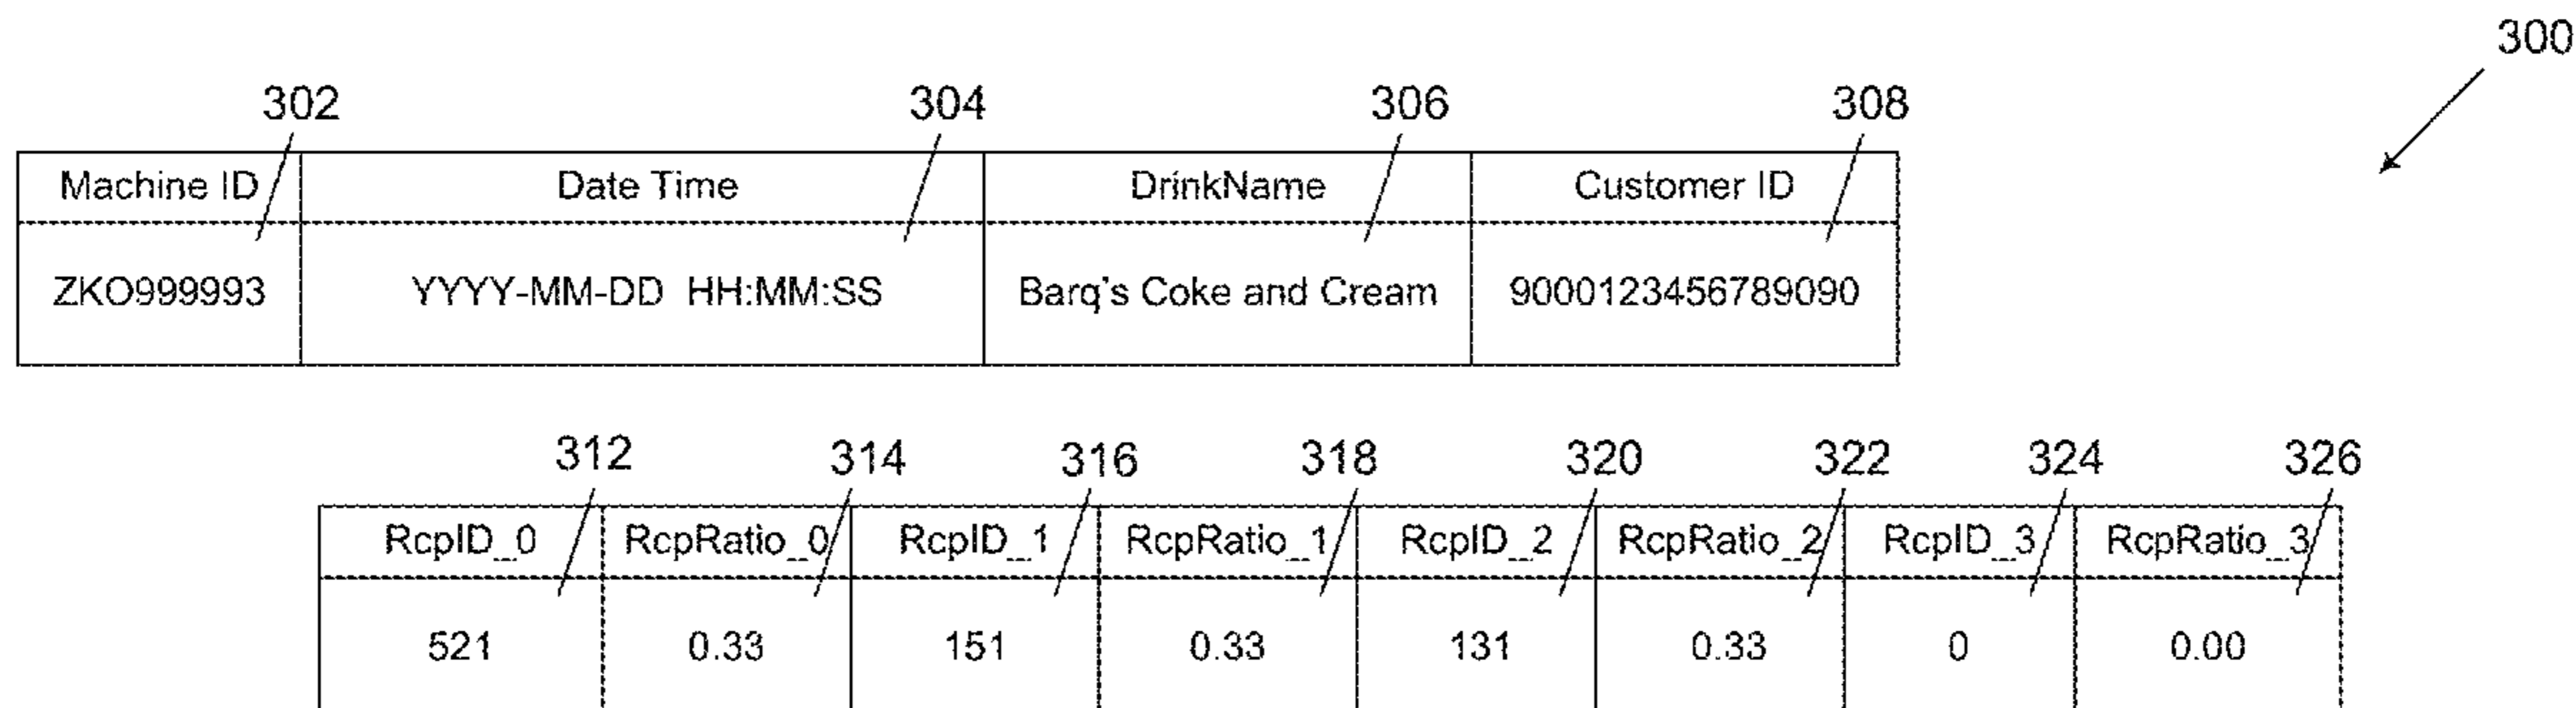 300
302 304 306 308
Machine ID Date Time DrinkName Customer ID
ZKO999993 YYYY-MM-DD HH:MM:SS Barq's Coke and Cream 9000123456789090
312 314 316 318 320 322 324 326
RcpID_0 RcpRatio_0 RcpID_1 RcpRatio_1 RcpID_2 RcpRatio_2 RcpID_3 RcpRatio_3
521 0.33 151 0.33 131 0.33 0 0.00